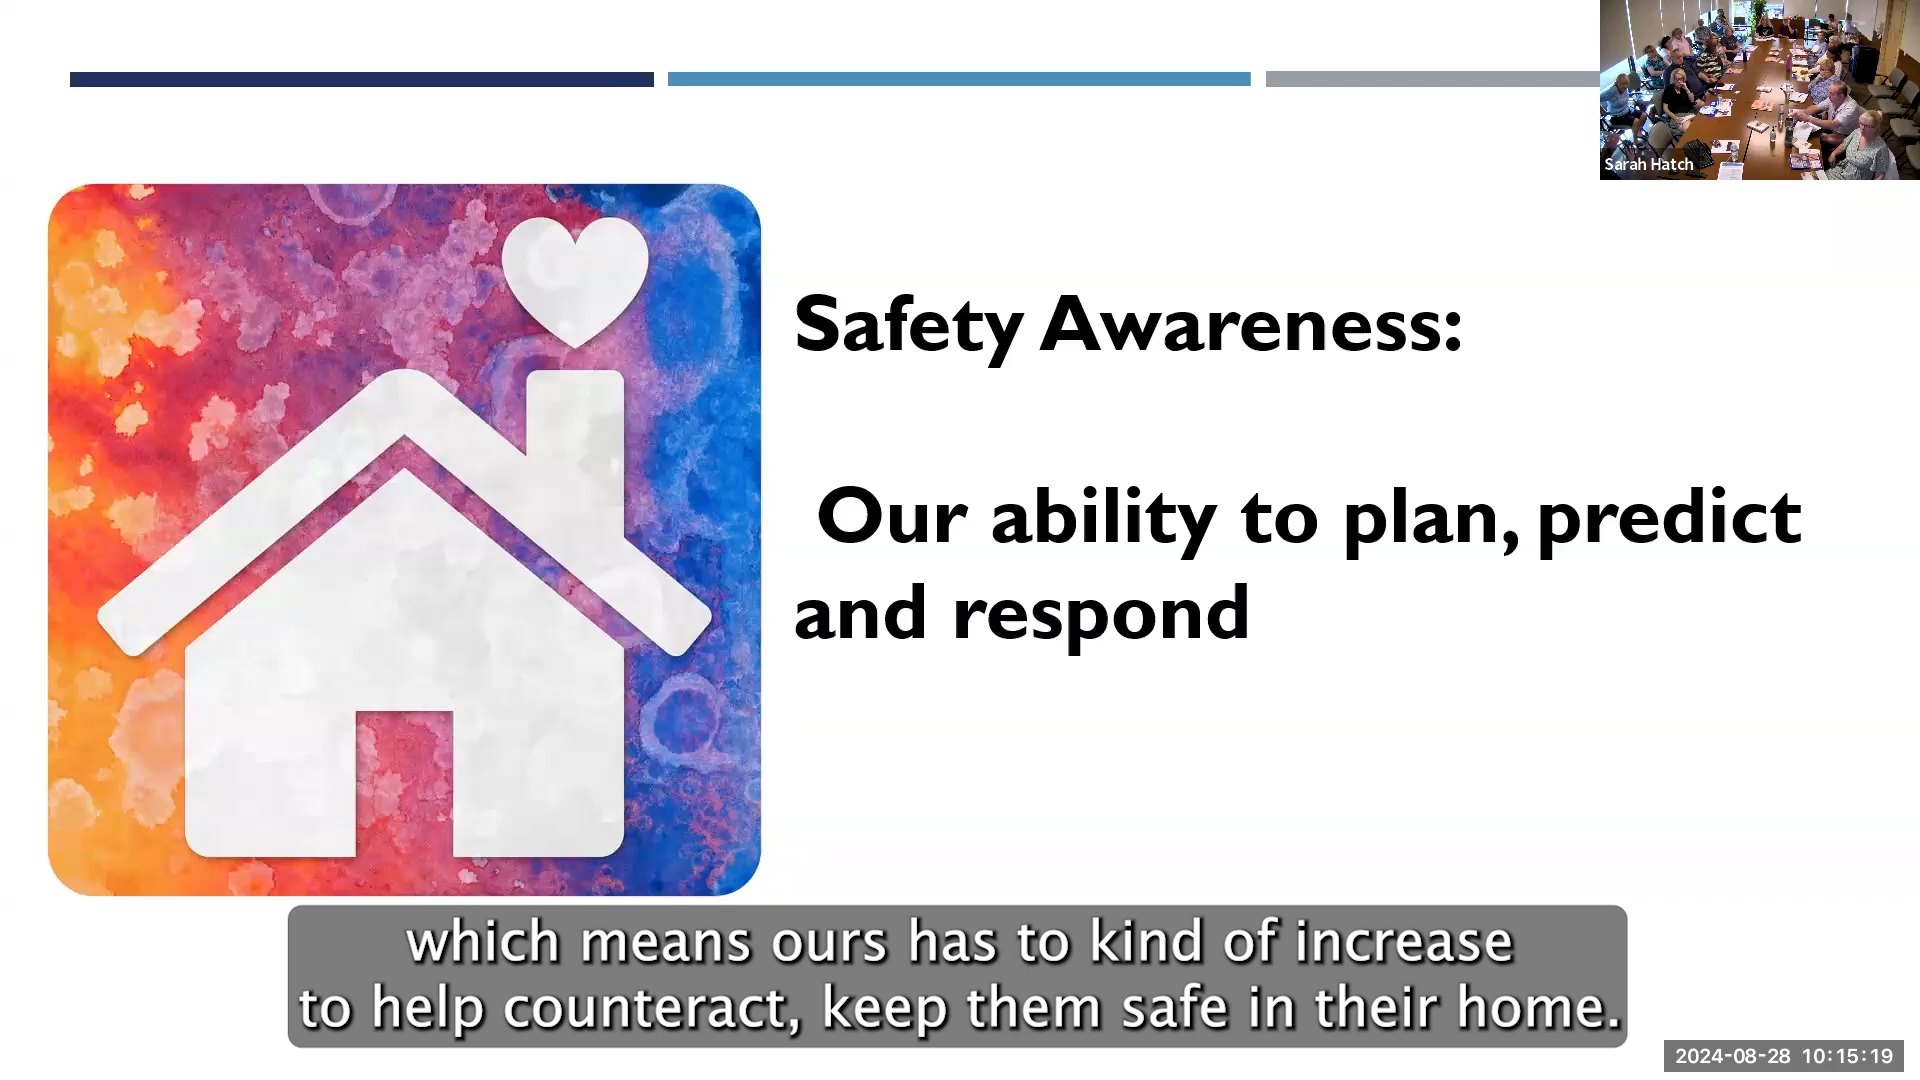 Sarah Hatch
Safety Awareness:
Our ability to plan, predict
and respond
which means ours has to kind of increase
to help counteract, keep them safe in their home.
2024-08-28 10:15:19